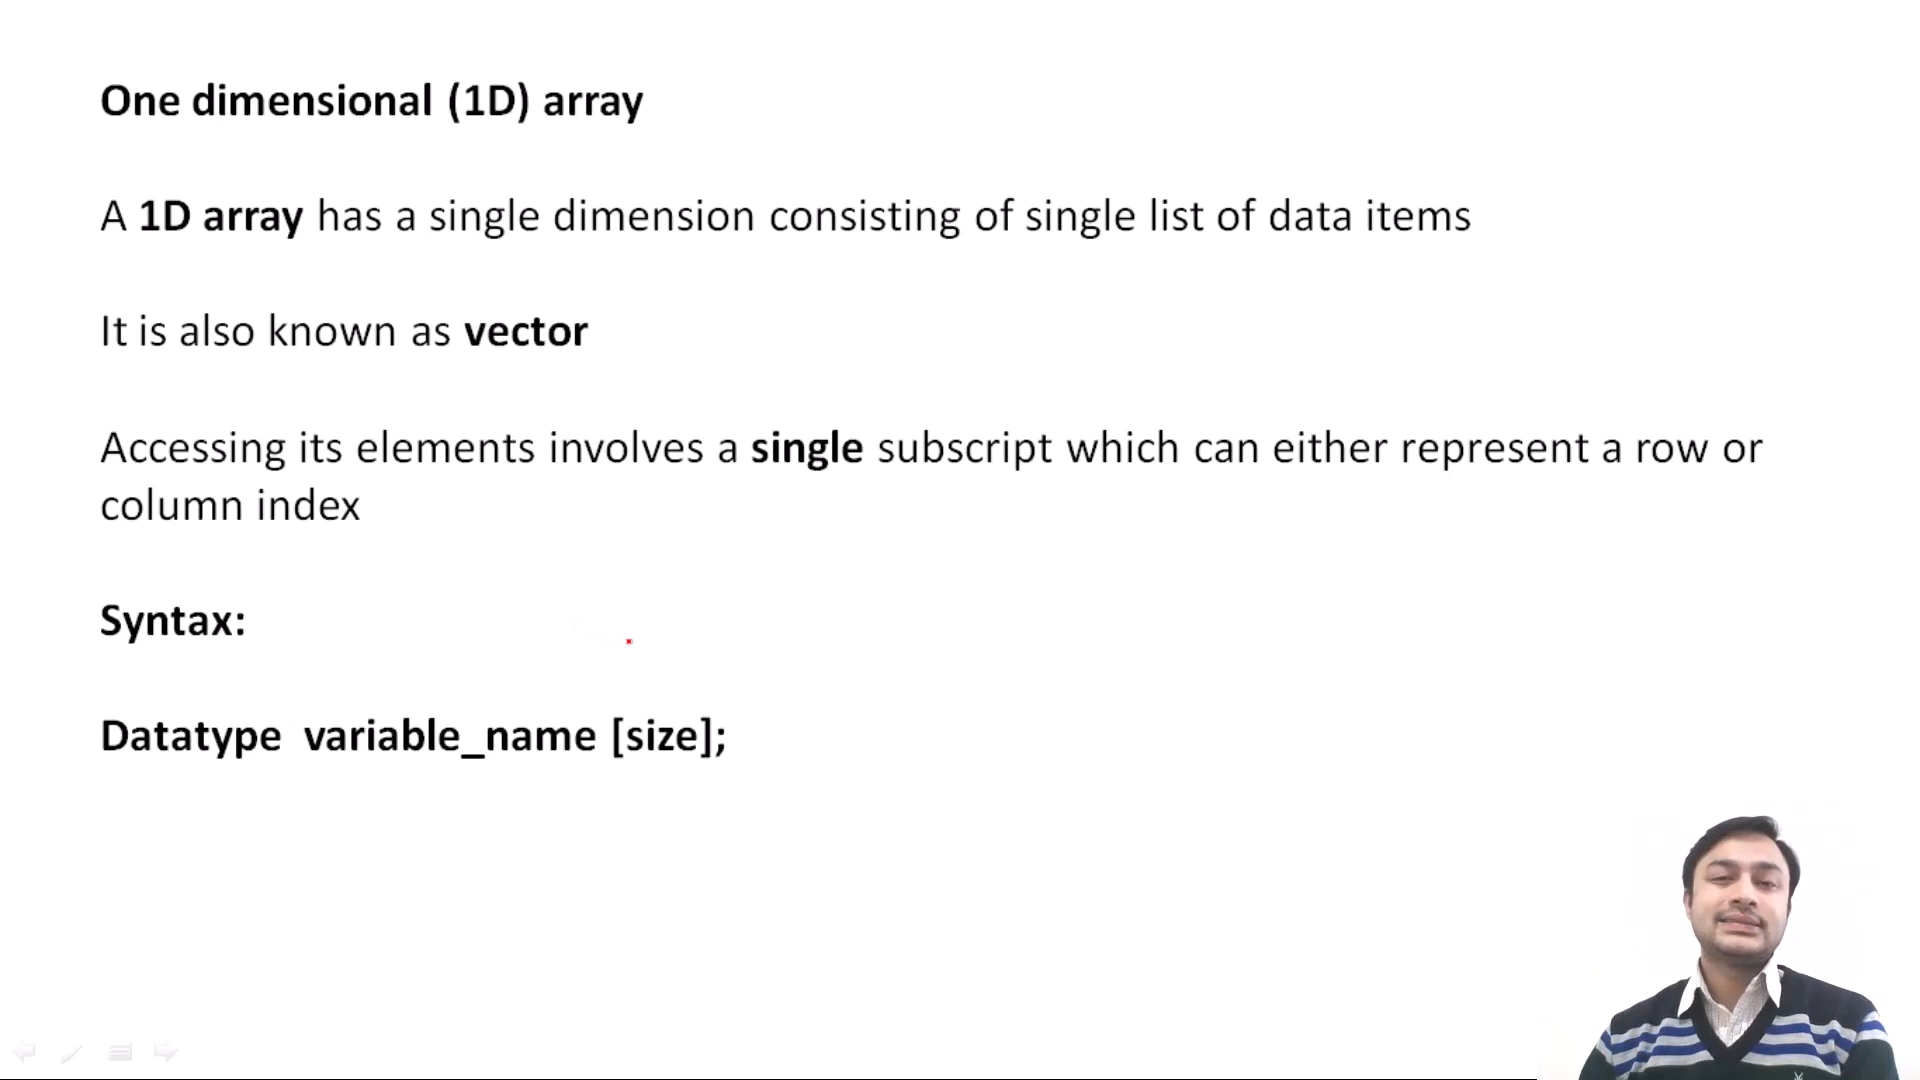 One dimensional (1D) array
A 1D array has a single dimension consisting of single list of data items
It is also known as vector
Accessing its elements involves a single subscript which can either represent a row or
column index
Syntax:
Datatype  variable_name [size];